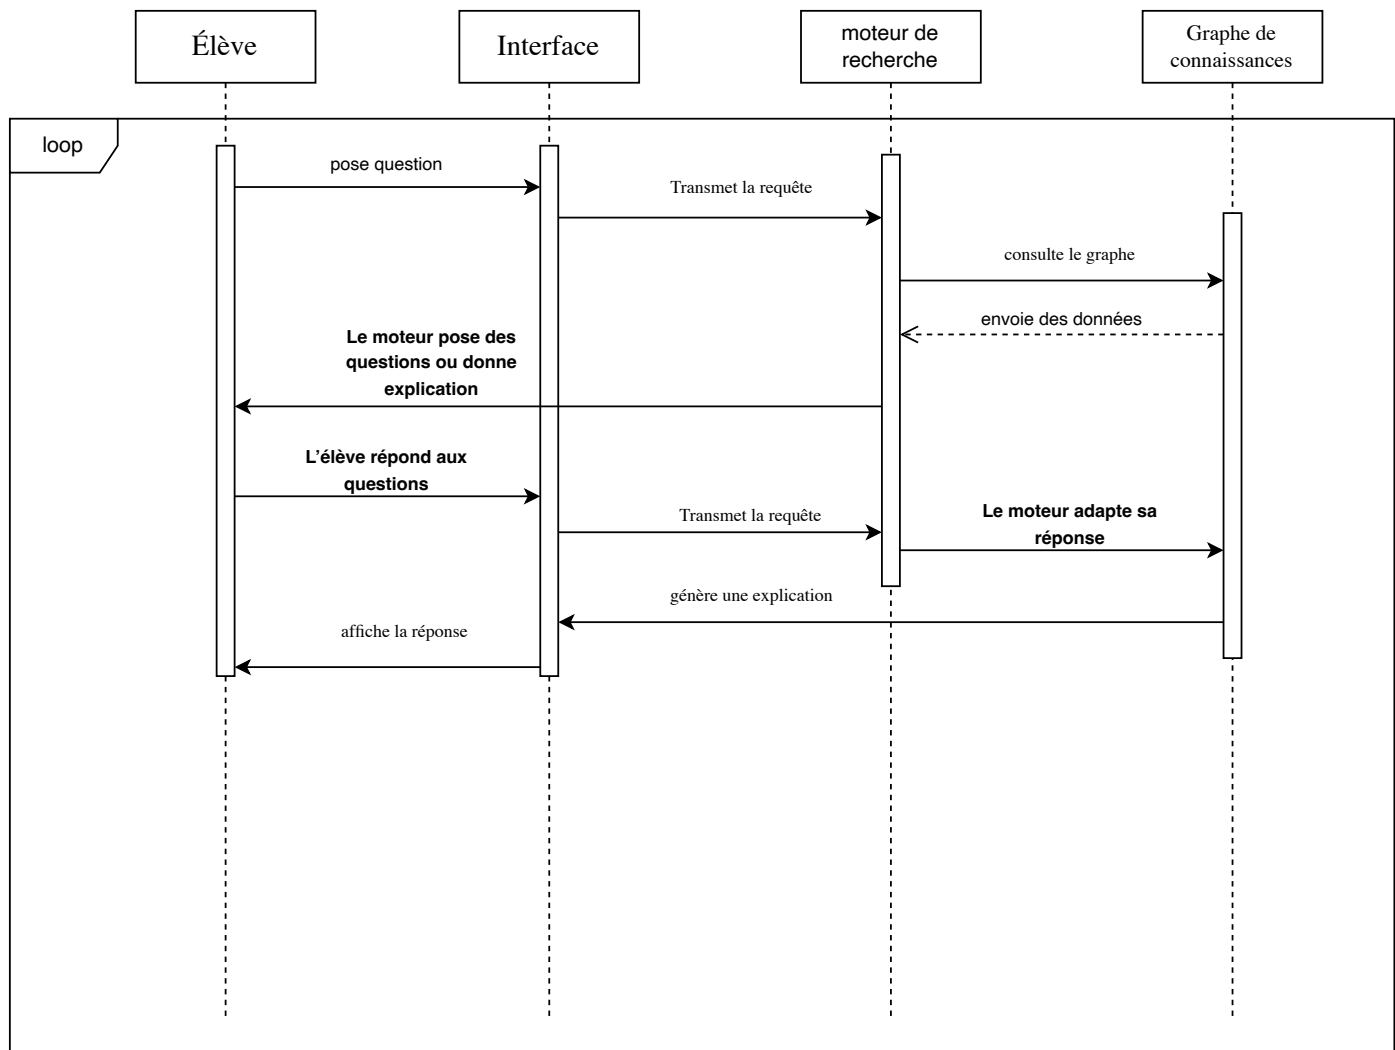 Élève
Interface
moteur de
recherche
Graphe de
connaissances
loop
pose question
Transmet la requête
consulte le graphe
envoie des données
Le moteur pose des
questions ou donne
explication
L'élève répond aux
questions
Transmet la requête
Le moteur adapte sa
réponse
génère une explication
affiche la réponse